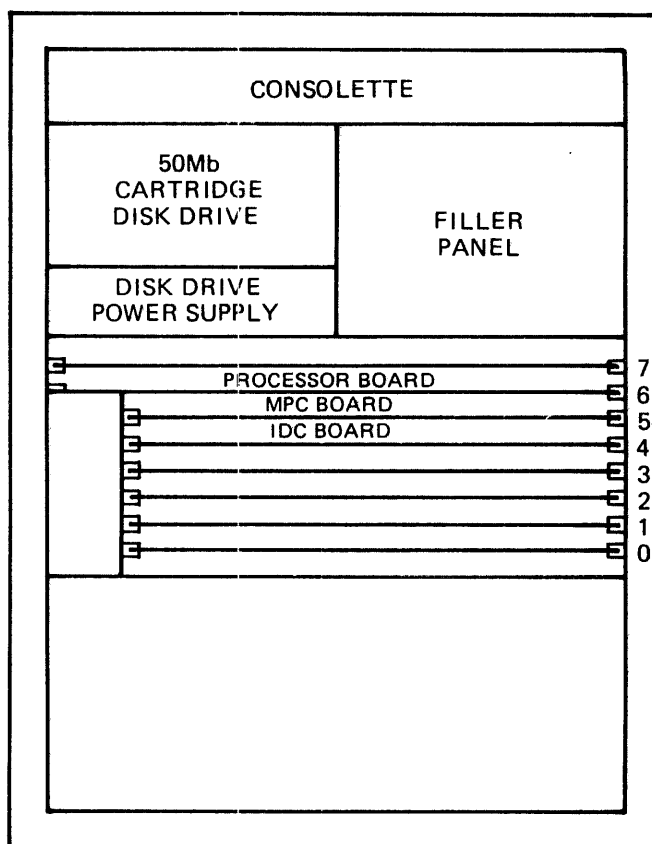 CONSOLETTE
50Mb
CARTRIDGE
DISK DRIVE
FILLER
PANEL
DISK DRIVE
POWER SUPPLY
7
PROCESSOR BOARD
6
MPC BOARD
5
IDC BOARD
4
3
2
1
0